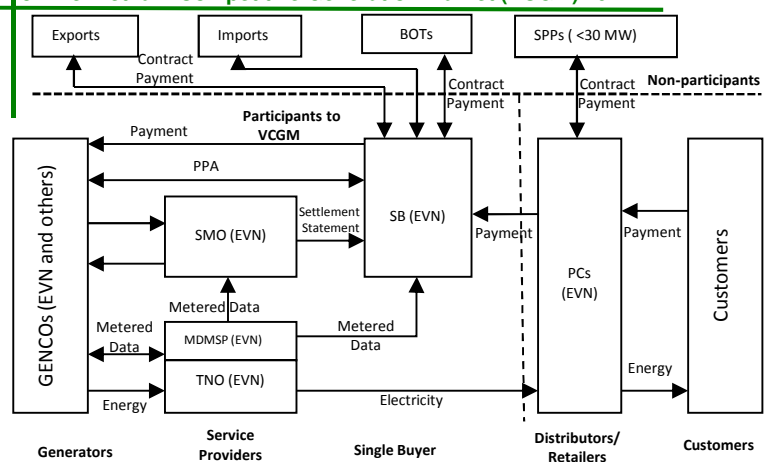 Exports
Imports
BOTs
SPPs ( <30 MW)
Contract
Payment
Contract
Payment
Contract
Payment
Non-participants
Participants to
VCGM
Payment
PPA
GENCOs (EVN and others)
SMO (EVN)
Settlement
Statement
SB (EVN)
Payment
PCs
(EVN)
Payment
Customers
Metered Data
Metered
Data
MDMSP (EVN)
Metered
Data
TNO (EVN)
Energy
Electricity
Energy
Generators
Service
Providers
Single Buyer
Distributors/
Retailers
Customers